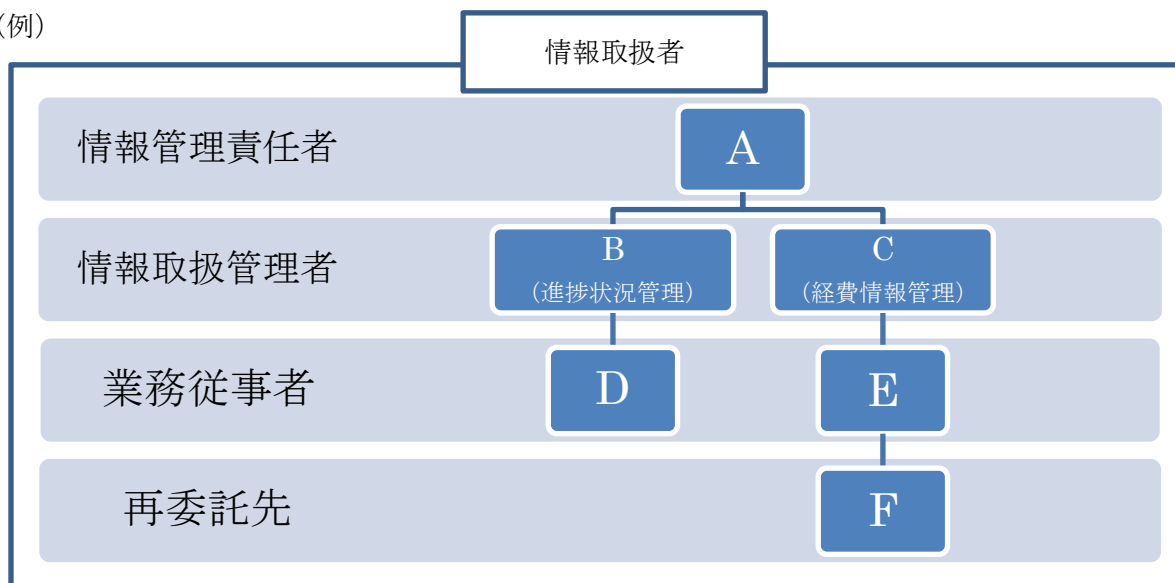 (例)
情報取扱者
情報管理責任者
A
情報取扱管理者
B
(進捗状況管理)
C
(経費情報管理)
業務従事者
D
E
再委託先
F